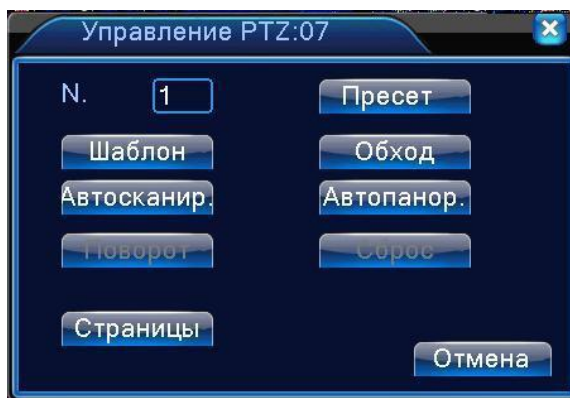 Управление PTZ:07
N. 1 Пресет
Шаблон Обход
Автосканир. Автопанор.
Поворот Сброс
Страницы
Отмена